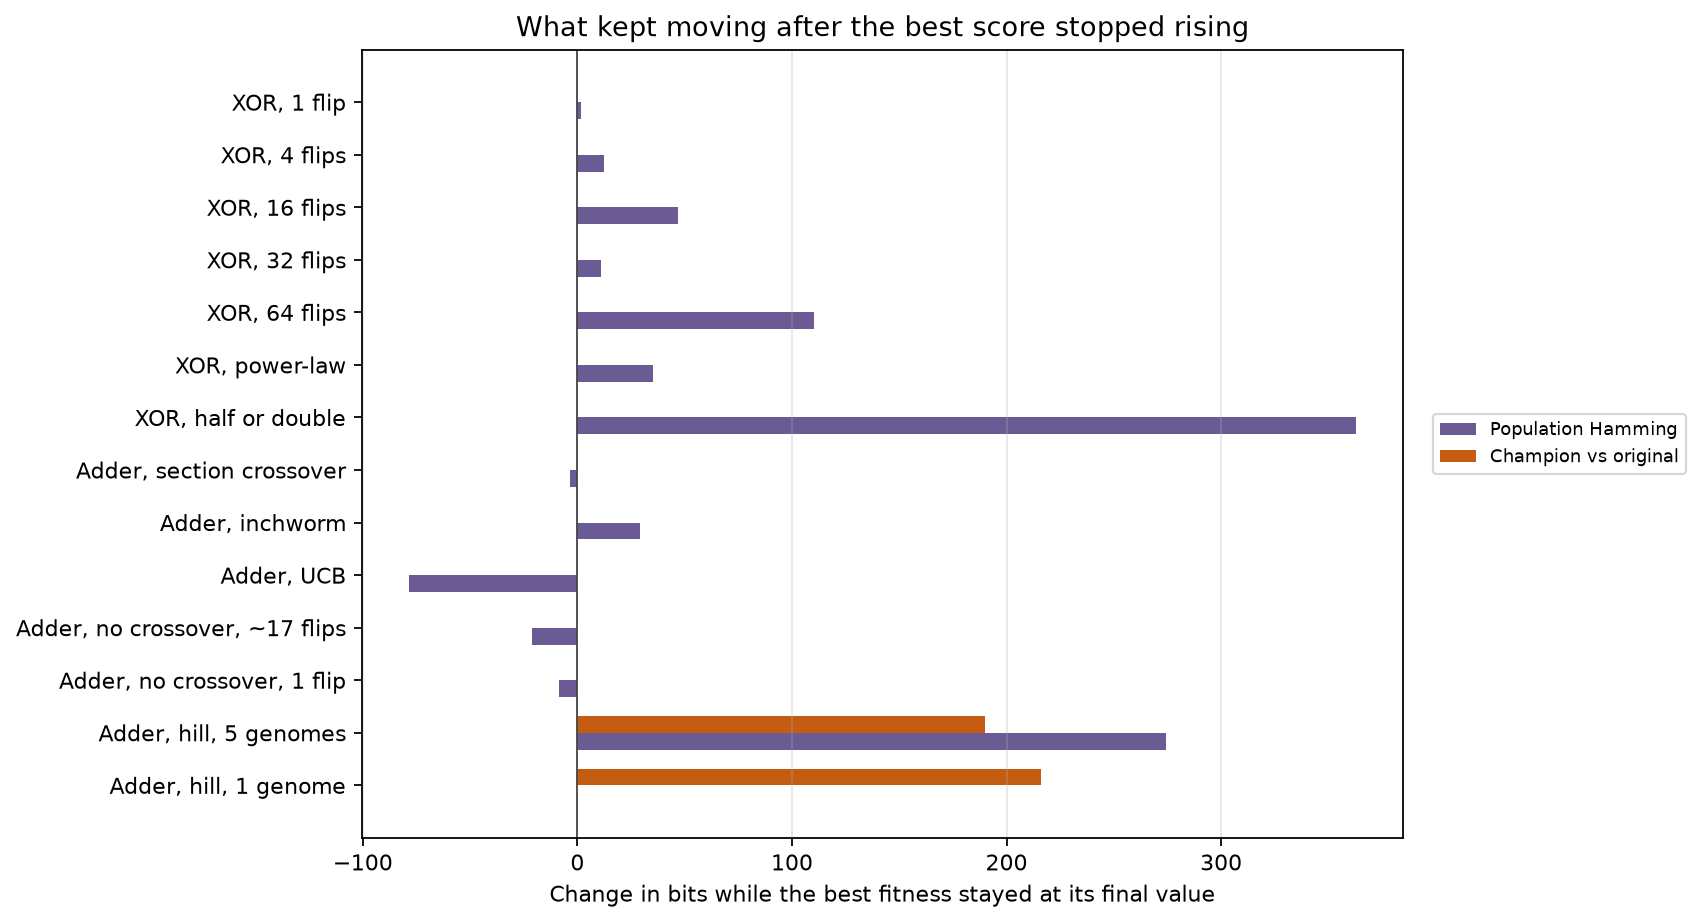 What kept moving after the best score stopped rising
XOR, 1 flip
XOR, 4 flips
XOR, 16 flips
XOR, 32 flips
XOR, 64 flips
XOR, power-law
XOR, half or double
Adder, section crossover
Adder, inchworm
Adder, UCB
Adder, no crossover, ~17 flips
Adder, no crossover, 1 flip
Adder, hill, 5 genomes
Adder, hill, 1 genome
Population Hamming
Champion vs original
−100 0 100 200 300
Change in bits while the best fitness stayed at its final value